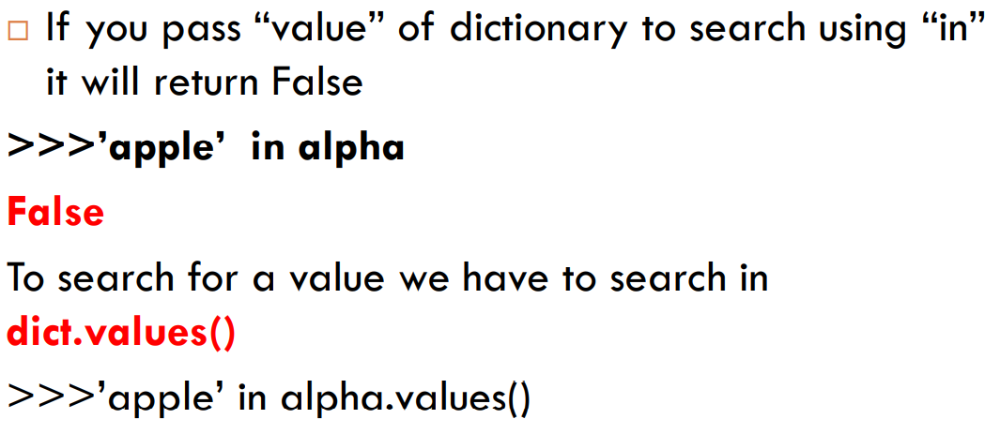 If you pass “value” of dictionary to search using “in”
it will return False
>>>’apple’ in alpha
False
To search for a value we have to search in
dict.values()
>>>’apple’ in alpha.values()